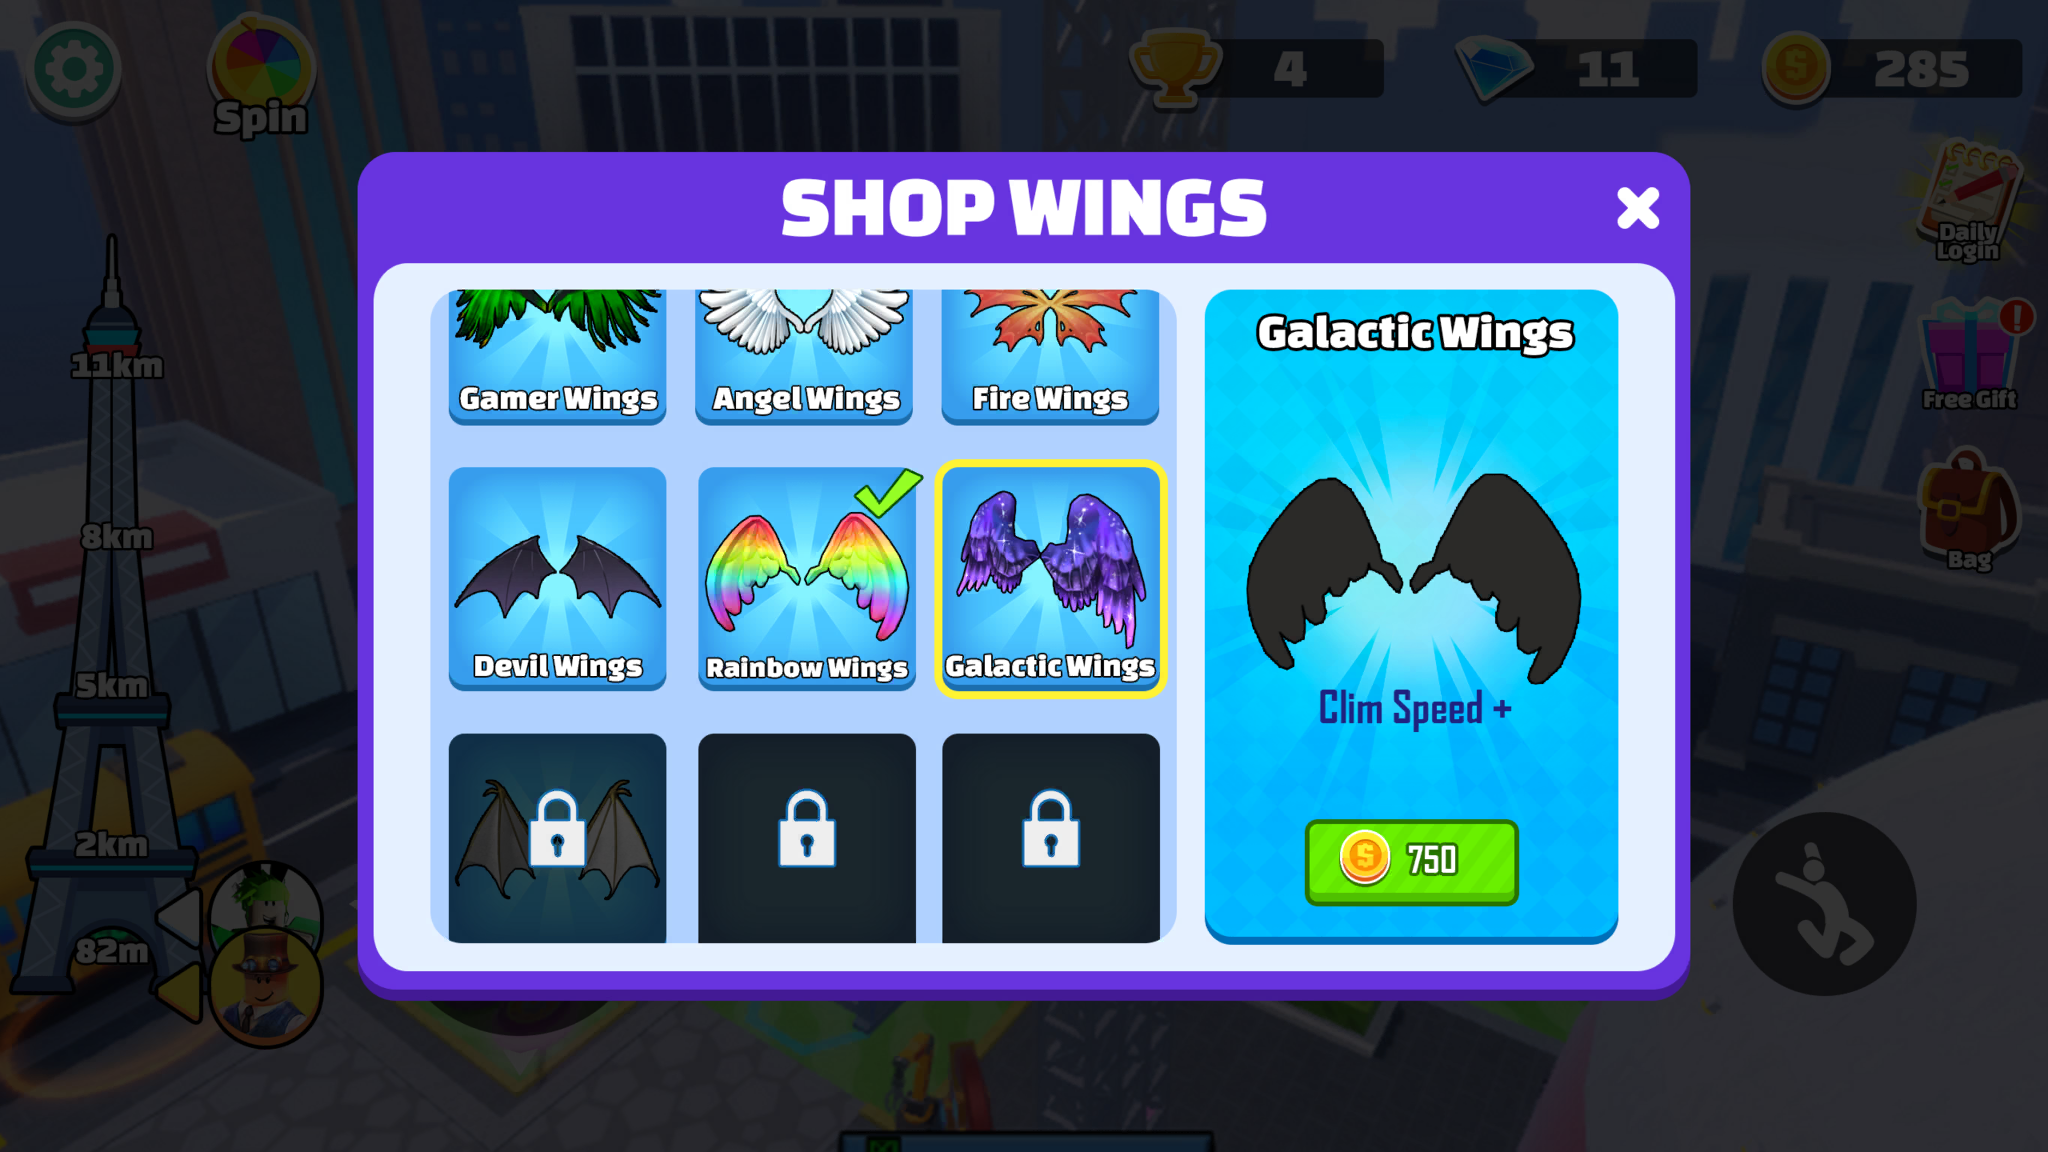 4
11
285
Spin
SHOP WINGS
Daily
Login
Free Gift
!
Bag
11km
8km
5km
2km
82m
Gamer Wings
Angel Wings
Fire Wings
Devil Wings
Rainbow Wings
Galactic Wings
Galactic Wings
Clim Speed +
750